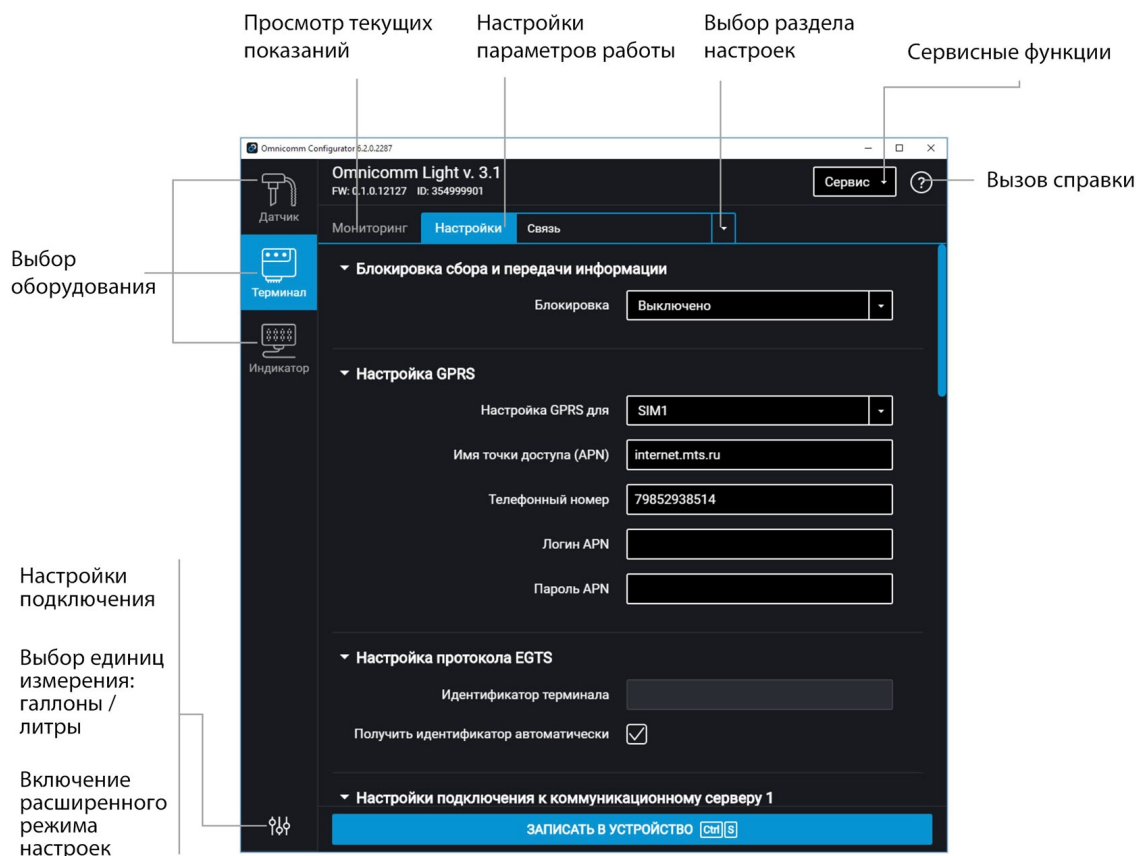 Просмотр текущих
показаний
Настройки
параметров работы
Выбор раздела
настроек
Сервисные функции
Omnicomm Configurator 6.2.0.2287
Omnicomm Light v. 3.1
FW: 0.1.0.12127 ID: 354999901
Сервис
?
Вызов справки
Датчик
Мониторинг
Настройки
Связь
Выбор
оборудования
Терминал
Индикатор
Блокировка сбора и передачи информации
Блокировка
Выключено
Настройка GPRS
Настройка GPRS для
SIM1
Имя точки доступа (APN)
internet.mts.ru
Телефонный номер
79852938514
Логин APN
Пароль APN
Настройка протокола EGTS
Идентификатор терминала
Получить идентификатор автоматически
Настройки подключения к коммуникационному серверу 1
ЗАПИСАТЬ В УСТРОЙСТВО Ctrl S
Настройки
подключения
Выбор единиц
измерения:
галлоны /
литры
Включение
расширенного
режима
настроек